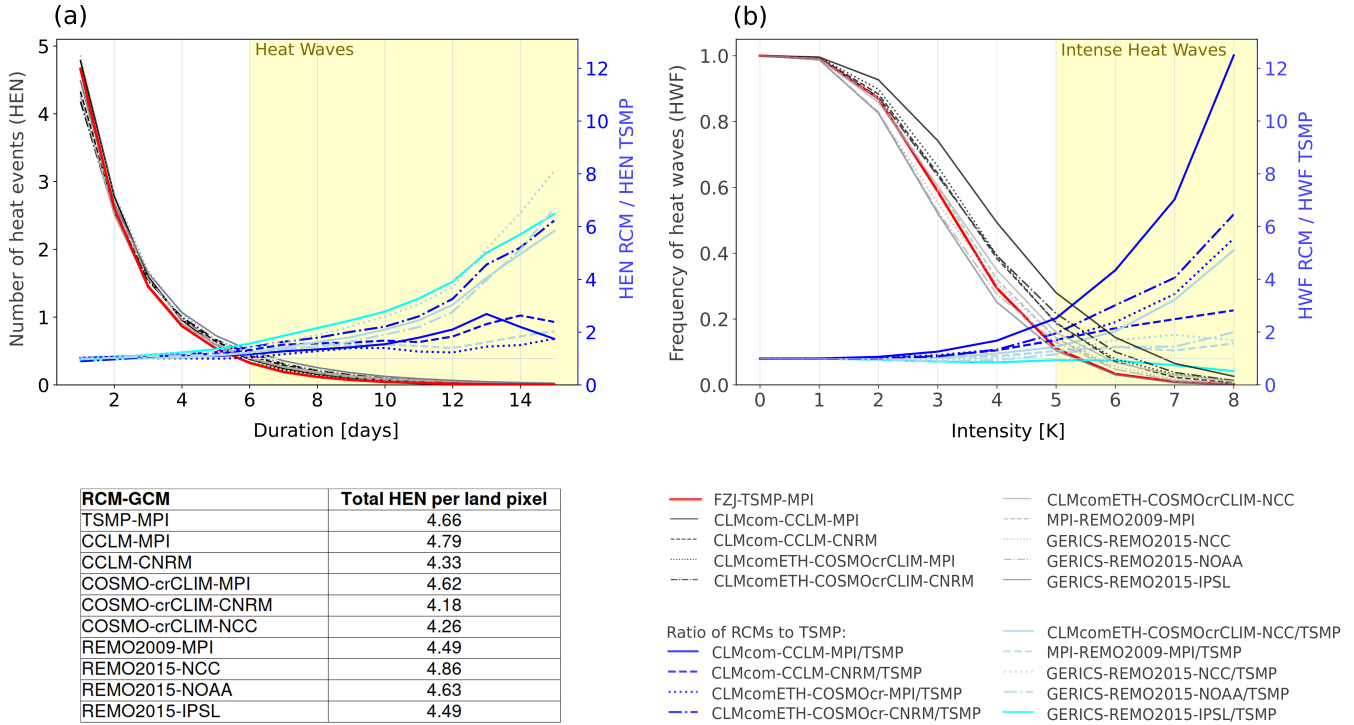 (a)
(b)
Heat Waves
Intense Heat Waves
Number of heat events (HEN)
5
4
3
2
1
0
12
10
8
6
4
2
0
HEN RCM / HEN TSMP
2 4 6 8 10 12 14
Duration [days]
Frequency of heat waves (HWF)
1.0
0.8
0.6
0.4
0.2
0.0
12
10
8
6
4
2
0
HWF RCM / HWF TSMP
0 1 2 3 4 5 6 7 8
Intensity [K]
RCM-GCM Total HEN per land pixel
TSMP-MPI 4.66
CCLM-MPI 4.79
CCLM-CNRM 4.33
COSMO-crCLIM-MPI 4.62
COSMO-crCLIM-CNRM 4.18
COSMO-crCLIM-NCC 4.26
REMO2009-MPI 4.49
REMO2015-NCC 4.86
REMO2015-NOAA 4.63
REMO2015-IPSL 4.49
FZJ-TSMP-MPI
CLMcom-CCLM-MPI
CLMcom-CCLM-CNRM
CLMcomETH-COSMOcrCLIM-MPI
CLMcomETH-COSMOcrCLIM-CNRM
CLMcomETH-COSMOcrCLIM-NCC
MPI-REMO2009-MPI
GERICS-REMO2015-NCC
GERICS-REMO2015-NOAA
GERICS-REMO2015-IPSL
Ratio of RCMs to TSMP:
CLMcom-CCLM-MPI/TSMP
CLMcom-CCLM-CNRM/TSMP
CLMcomETH-COSMOcr-MPI/TSMP
CLMcomETH-COSMOcr-CNRM/TSMP
CLMcomETH-COSMOcrCLIM-NCC/TSMP
MPI-REMO2009-MPI/TSMP
GERICS-REMO2015-NCC/TSMP
GERICS-REMO2015-NOAA/TSMP
GERICS-REMO2015-IPSL/TSMP